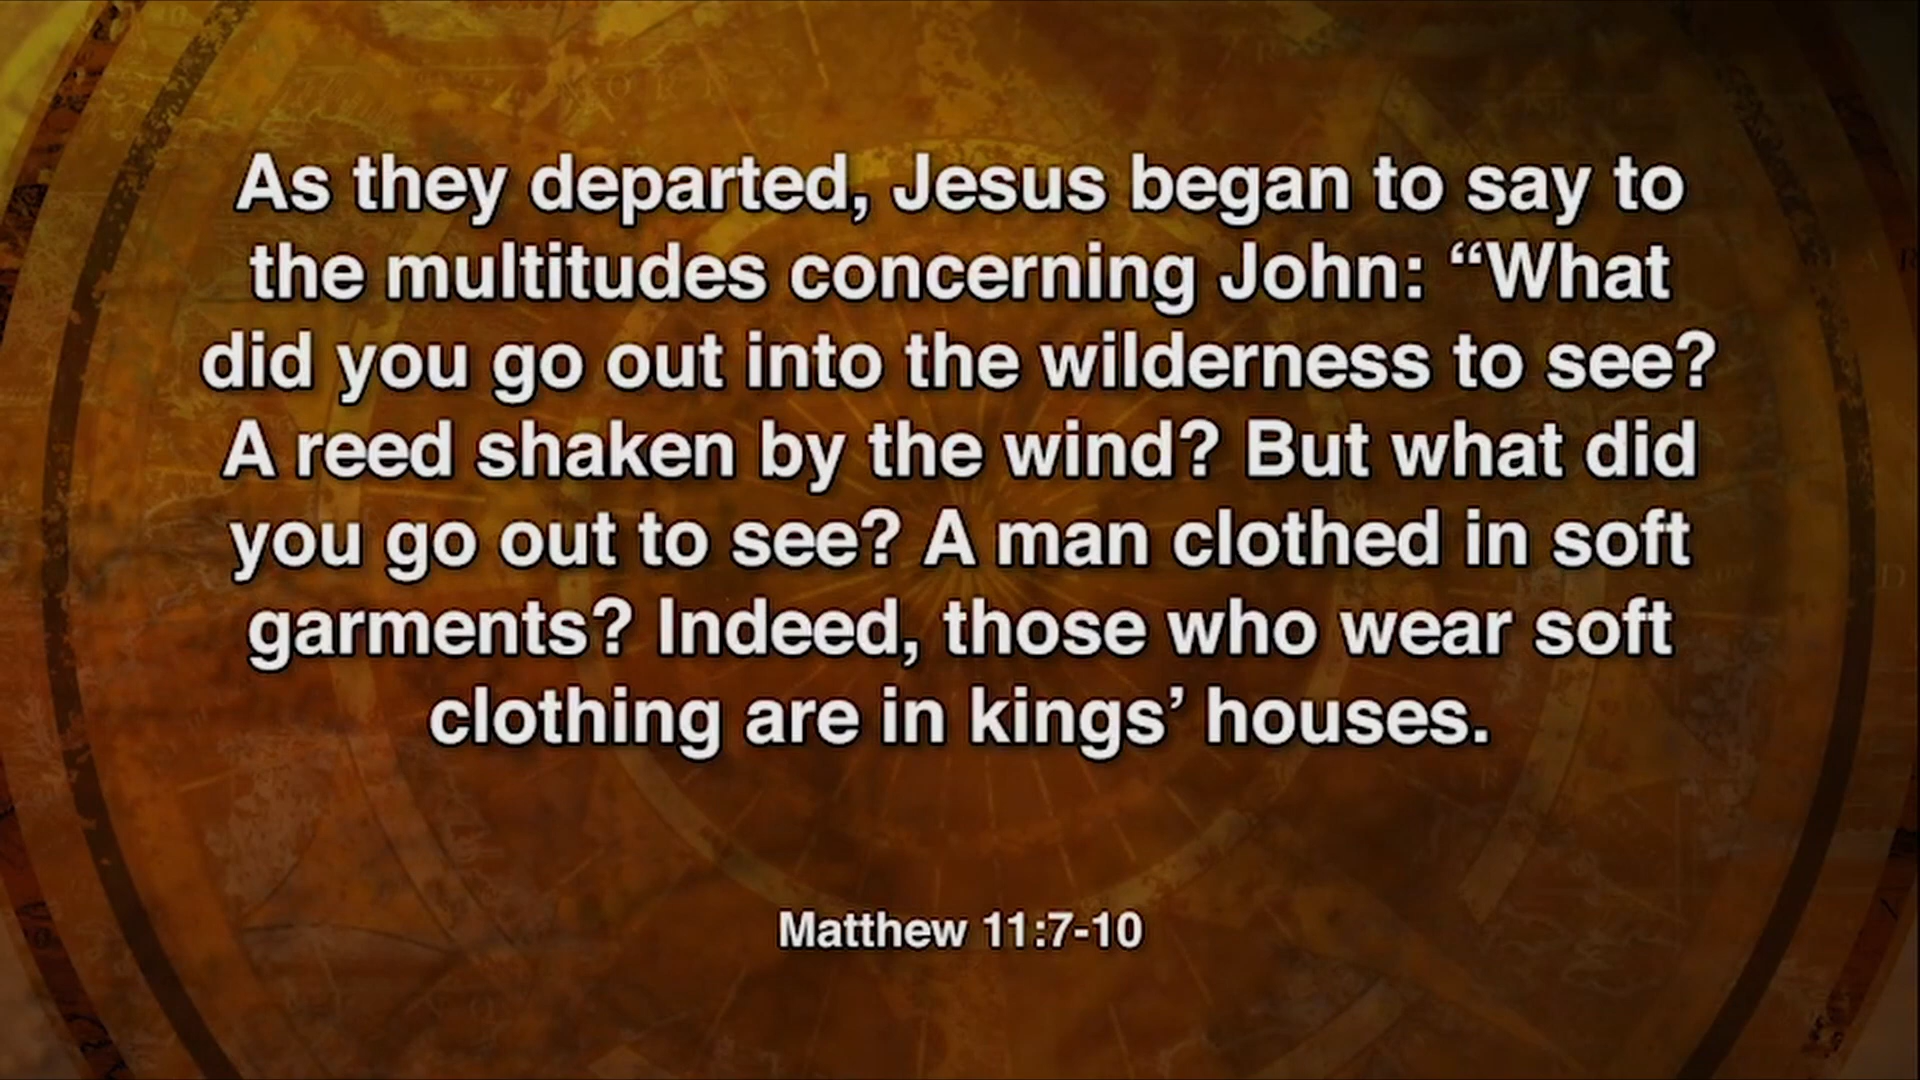 As they departed, Jesus began to say to
the multitudes concerning John: “What
did you go out into the wilderness to see?
A reed shaken by the wind? But what did
you go out to see? A man clothed in soft
garments? Indeed, those who wear soft
clothing are in kings’ houses.
Matthew 11:7-10